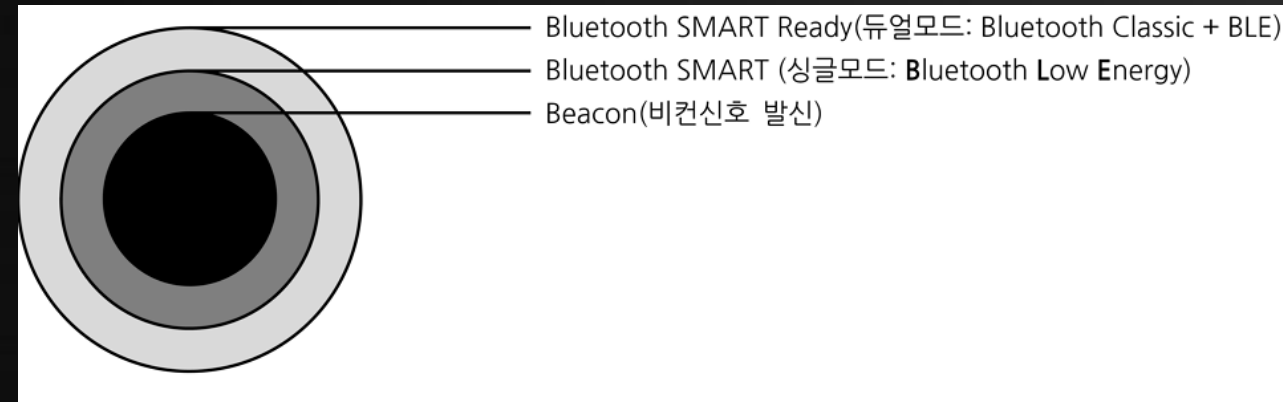 Bluetooth SMART Ready(듀얼모드: Bluetooth Classic + BLE)
Bluetooth SMART (싱글모드: Bluetooth Low Energy)
Beacon(비컨신호 발신)